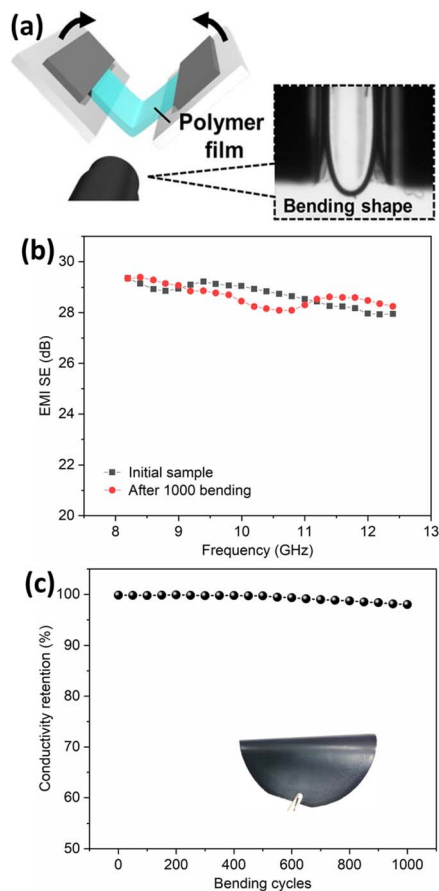 (a)
Polymer
film
Bending shape
(b)
30
28
26
24
22
20
EMI SE (dB)
Initial sample
After 1000 bending
8
9
10
11
12
13
Frequency (GHz)
(c)
100
90
80
70
60
50
Conductivity retention (%)
0
200
400
600
800
1000
Bending cycles